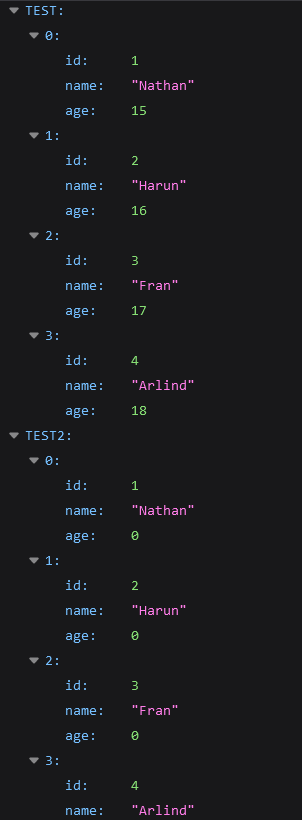 TEST:
0:
id: 1
name: "Nathan"
age: 15
1:
id: 2
name: "Harun"
age: 16
2:
id: 3
name: "Fran"
age: 17
3:
id: 4
name: "Arlind"
age: 18
TEST2:
0:
id: 1
name: "Nathan"
age: 0
1:
id: 2
name: "Harun"
age: 0
2:
id: 3
name: "Fran"
age: 0
3:
id: 4
name: "Arlind"